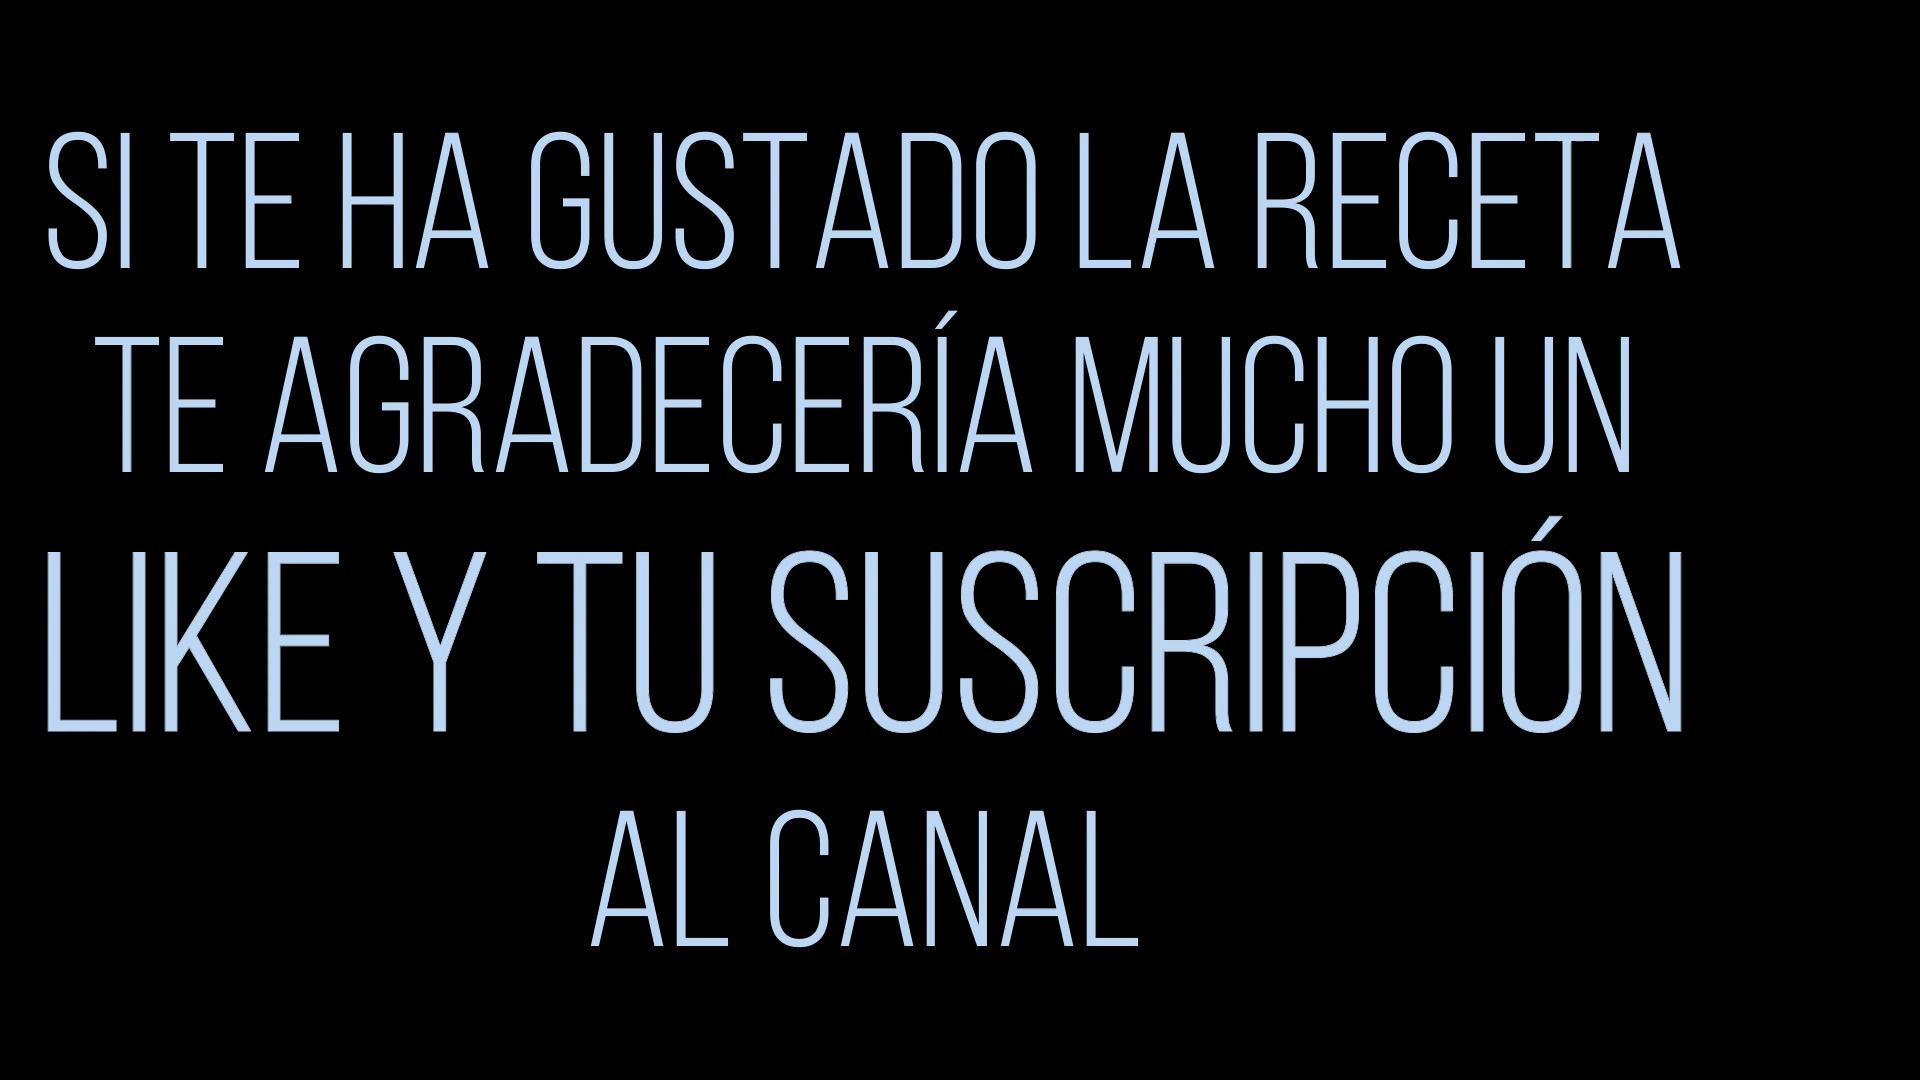 SI TE HA GUSTADO LA RECETA
TE AGRADECERÍA MUCHO UN
LIKE Y TU SUSCRIPCIÓN
AL CANAL